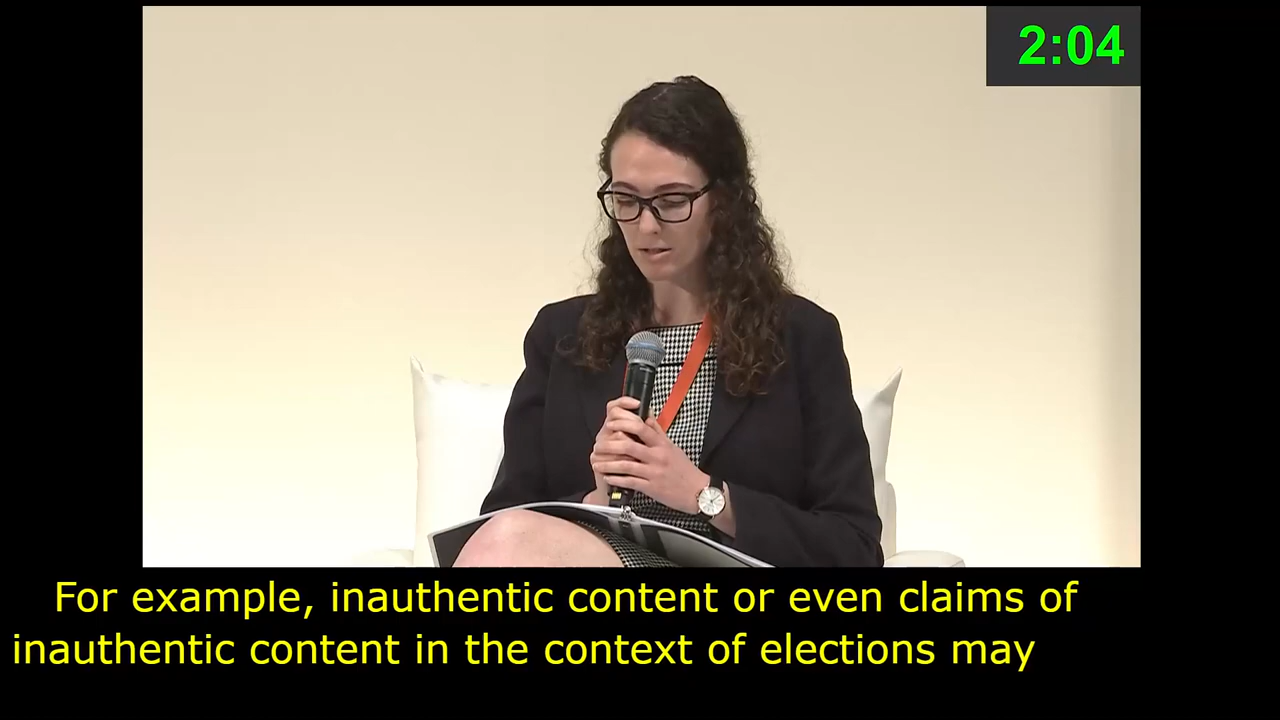 2:04
For example, inauthentic content or even claims of
inauthentic content in the context of elections may